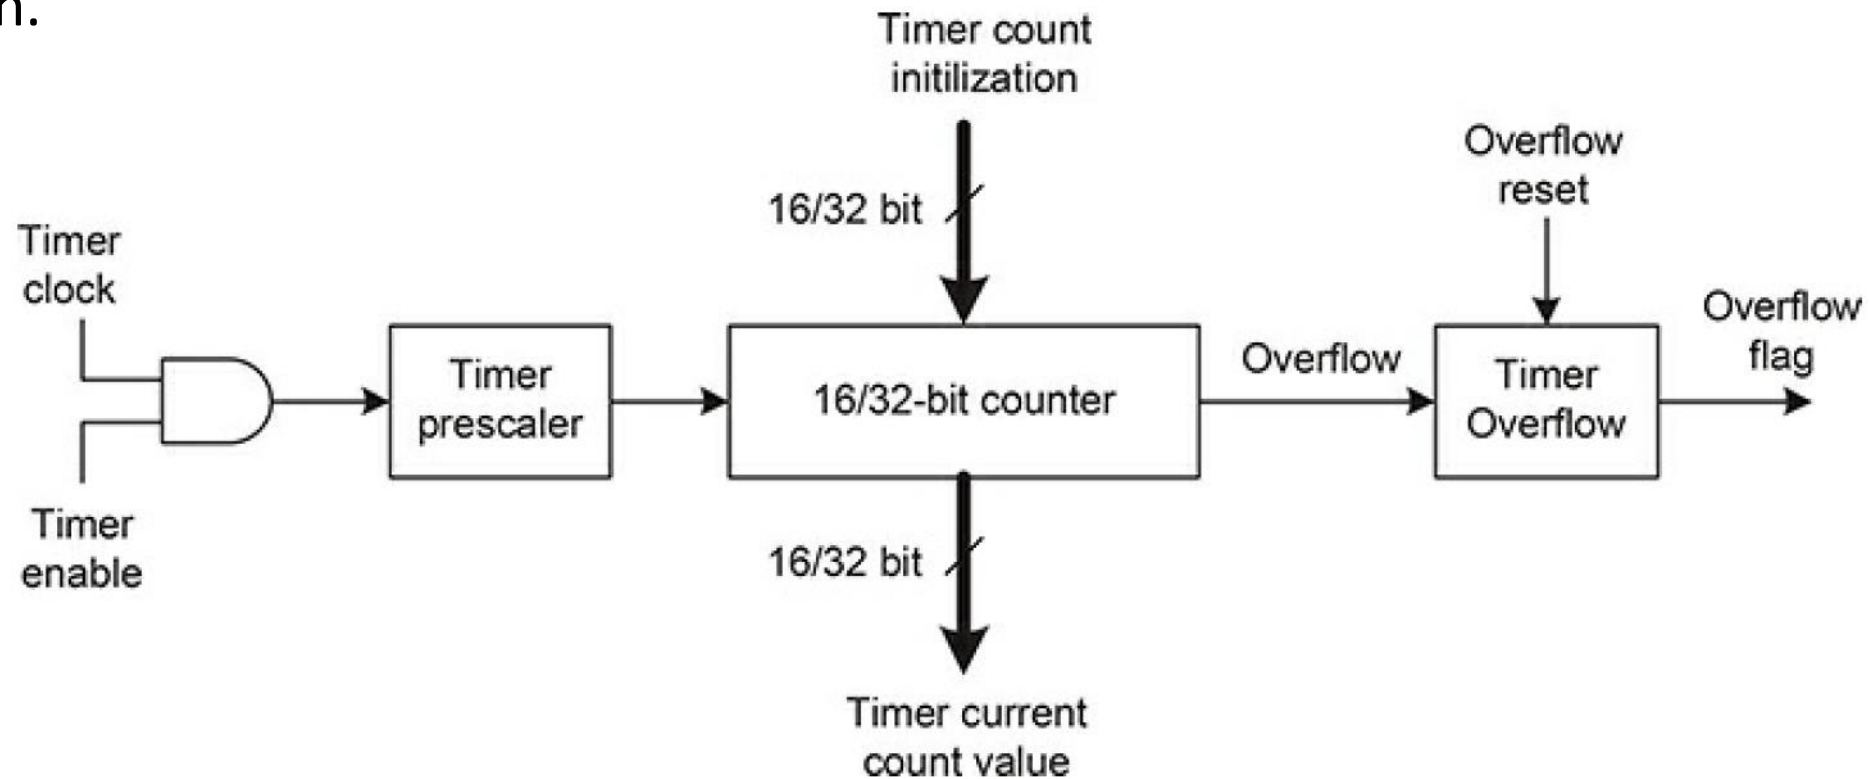 n.
Timer count
initilization
Overflow
reset
16/32 bit
Timer
clock
Overflow
flag
Timer
prescaler
16/32-bit counter
Overflow
Timer
Overflow
Timer
enable
16/32 bit
Timer current
count value